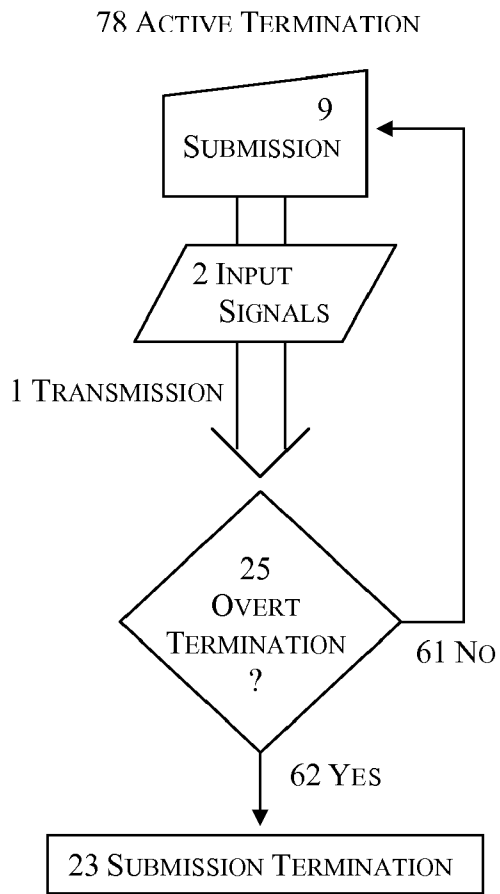 78 ACTIVE TERMINATION
9
SUBMISSION
2 INPUT
SIGNALS
1 TRANSMISSION
25
OVERT
TERMINATION
?
61 NO
62 YES
23 SUBMISSION TERMINATION